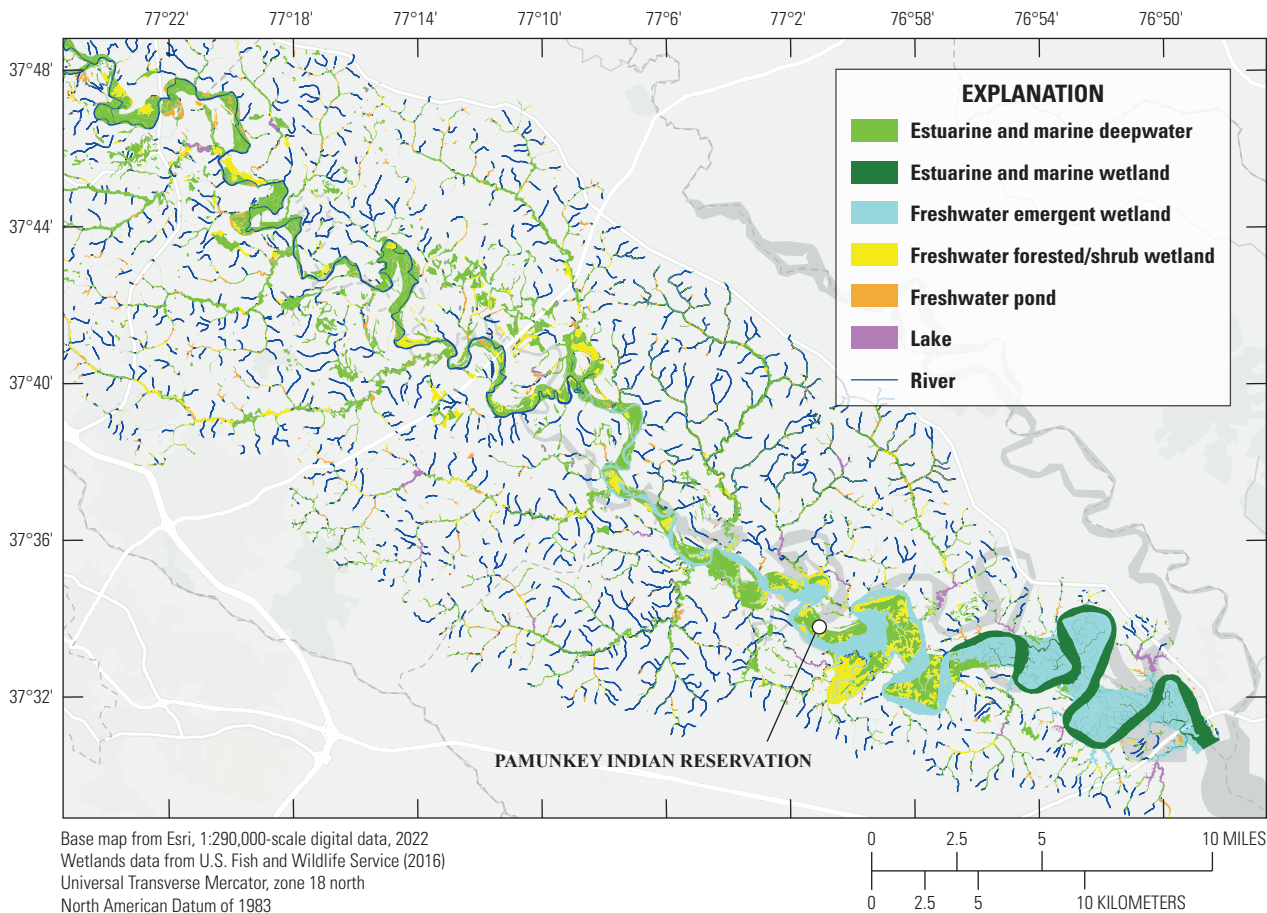 77°22' 77°18' 77°14' 77°10' 77°6' 77°2' 76°58' 76°54' 76°50'
37°48'
37°44'
37°40'
37°36'
37°32'
EXPLANATION
Estuarine and marine deepwater
Estuarine and marine wetland
Freshwater emergent wetland
Freshwater forested/shrub wetland
Freshwater pond
Lake
River
PAMUNKEY INDIAN RESERVATION
Base map from Esri, 1:290,000-scale digital data, 2022
Wetlands data from U.S. Fish and Wildlife Service (2016)
Universal Transverse Mercator, zone 18 north
North American Datum of 1983
0 2.5 5 10 MILES
0 2.5 5 10 KILOMETERS